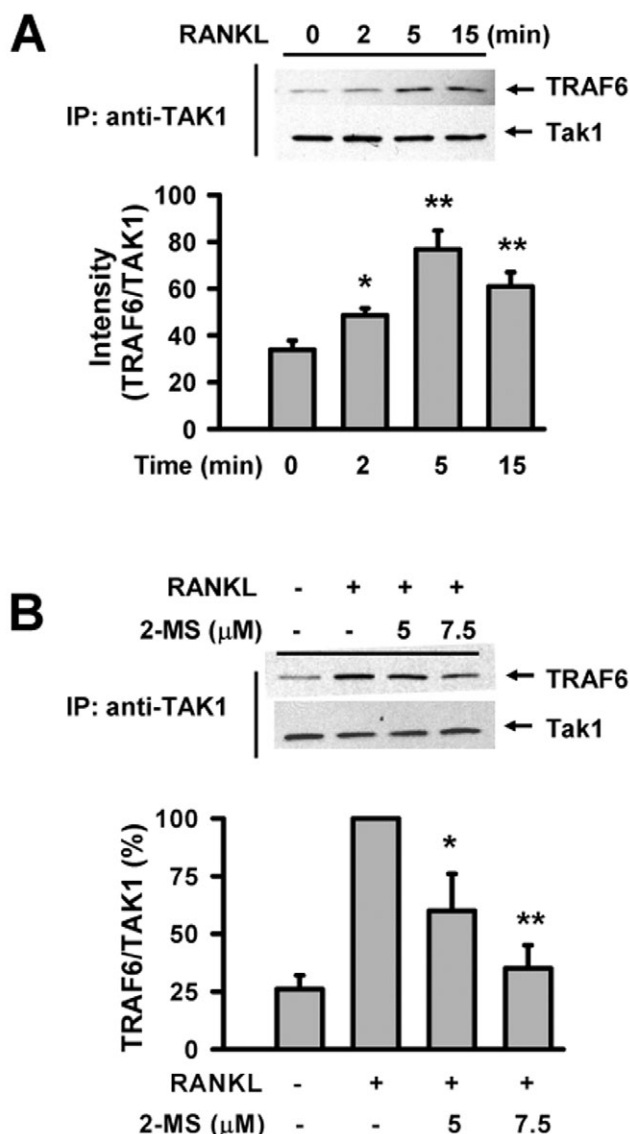 A
RANKL 0 2 5 15 (min)
IP: anti-TAK1
TRAF6
Tak1
Intensity
(TRAF6/TAK1)
100
80
60
40
20
0
*
**
**
Time (min) 0 2 5 15
B
RANKL - + + +
2-MS (μM) - - 5 7.5
IP: anti-TAK1
TRAF6
Tak1
TRAF6/TAK1 (%)
100
75
50
25
0
*
**
RANKL - + + +
2-MS (μM) - - 5 7.5